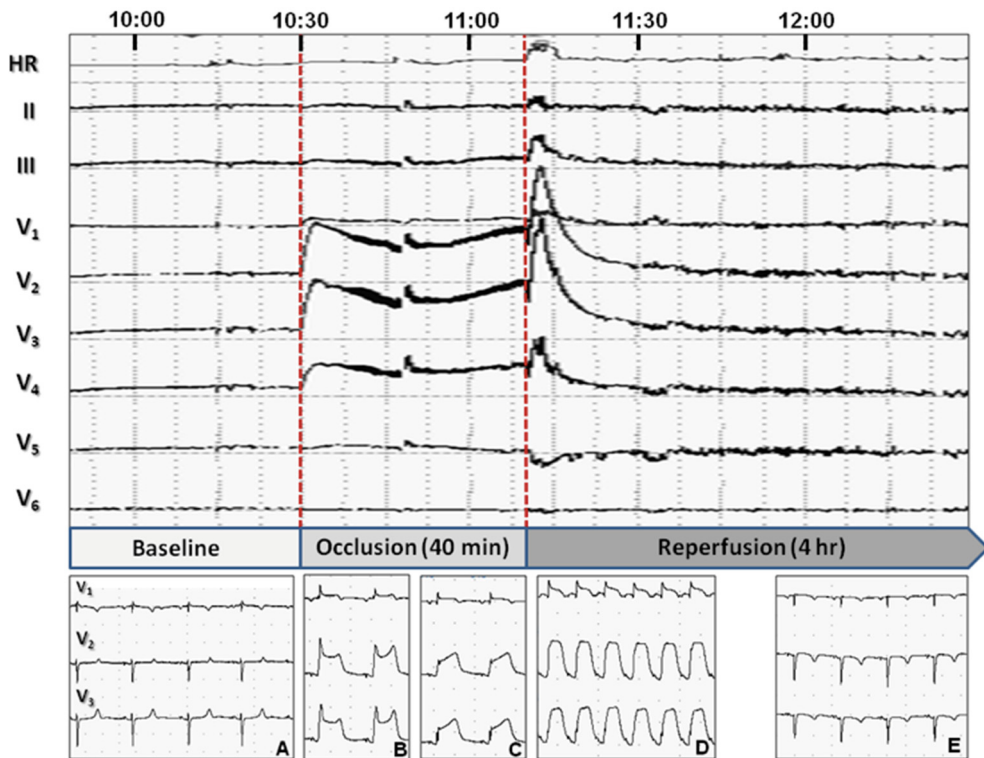 10:00 10:30 11:00 11:30 12:00
HR
II
III
V1
V2
V3
V4
V5
V6
Baseline Occlusion (40 min) Reperfusion (4 hr)
V1
V2
V3
A B C D E